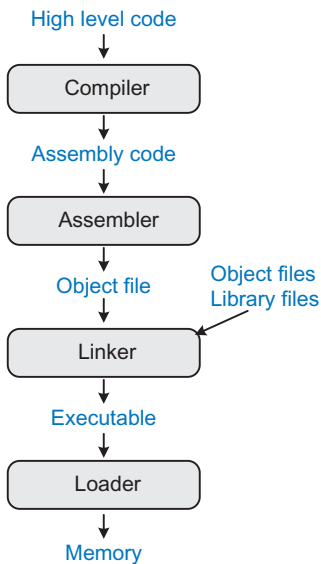 High level code
Compiler
Assembly code
Assembler
Object file
Object files
Library files
Linker
Executable
Loader
Memory